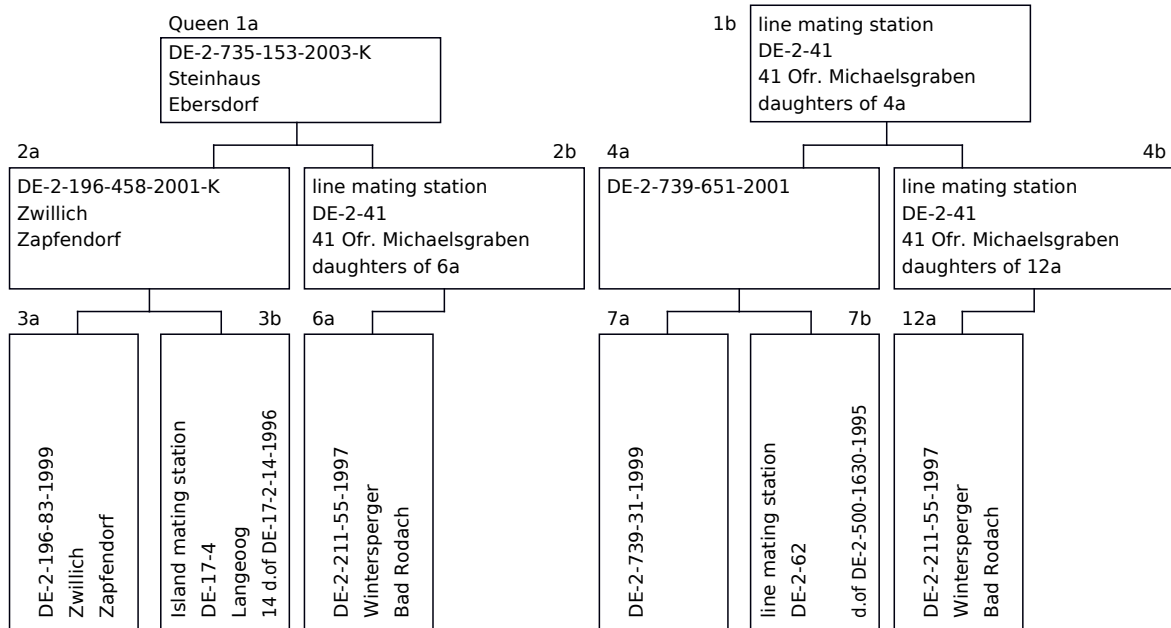 Queen 1a
DE-2-735-153-2003-K
Steinhaus
Ebersdorf
1b
line mating station
DE-2-41
41 Ofr. Michaelsgraben
daughters of 4a
2a
DE-2-196-458-2001-K
Zwillich
Zapfendorf
2b
line mating station
DE-2-41
41 Ofr. Michaelsgraben
daughters of 6a
4a
DE-2-739-651-2001
4b
line mating station
DE-2-41
41 Ofr. Michaelsgraben
daughters of 12a
3a
DE-2-196-83-1999
Zwillich
Zapfendorf
3b
Island mating station
DE-17-4
Langeoog
14 d.of DE-17-2-14-1996
6a
DE-2-211-55-1997
Wintersperger
Bad Rodach
7a
DE-2-739-31-1999
7b
line mating station
DE-2-62
d.of DE-2-500-1630-1995
12a
DE-2-211-55-1997
Wintersperger
Bad Rodach